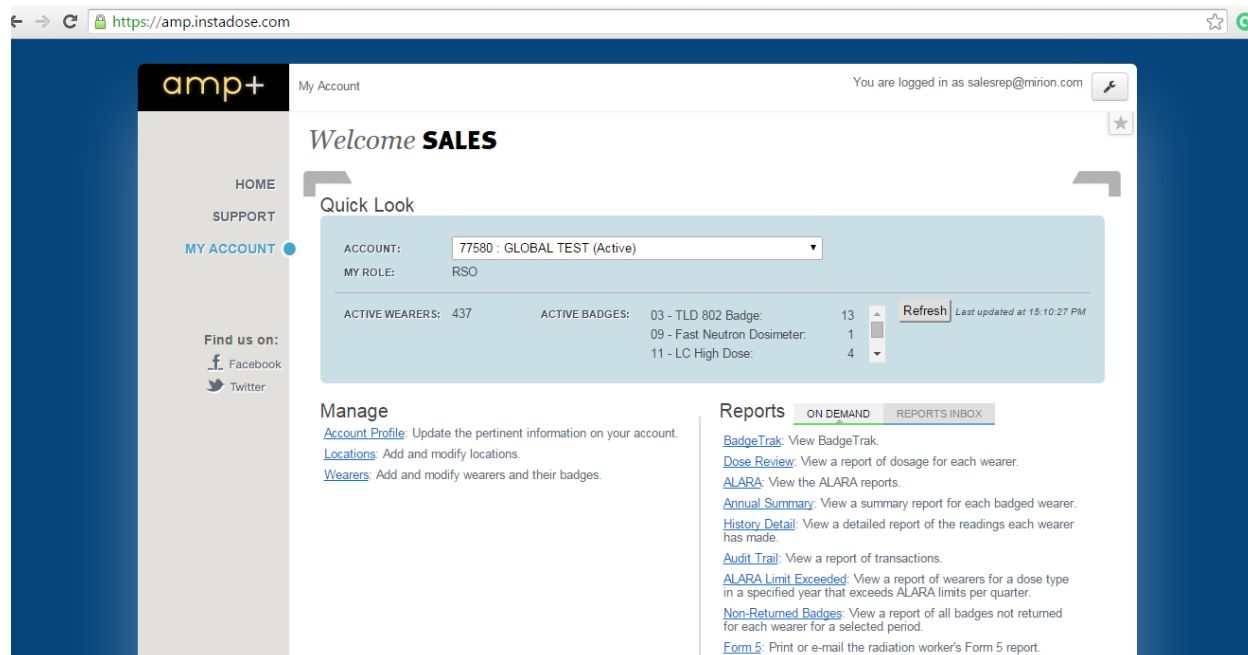 https://amp.instadose.com
amp+
My Account
You are logged in as salesrep@mirion.com
Welcome SALES
HOME
SUPPORT
MY ACCOUNT
Find us on:
Facebook
Twitter
Quick Look
ACCOUNT: 77580 : GLOBAL TEST (Active)
MY ROLE: RSO
ACTIVE WEARERS: 437
ACTIVE BADGES: 03 - TLD 802 Badge: 13
09 - Fast Neutron Dosimeter: 1
11 - LC High Dose: 4
Refresh Last updated at 15:10:27 PM
Manage
Account Profile: Update the pertinent information on your account.
Locations: Add and modify locations.
Wearers: Add and modify wearers and their badges.
Reports ON DEMAND REPORTS INBOX
BadgeTrak: View BadgeTrak.
Dose Review: View a report of dosage for each wearer.
ALARA: View the ALARA reports.
Annual Summary: View a summary report for each badged wearer.
History Detail: View a detailed report of the readings each wearer
has made.
Audit Trail: View a report of transactions.
ALARA Limit Exceeded: View a report of wearers for a dose type
in a specified year that exceeds ALARA limits per quarter.
Non-Returned Badges: View a report of all badges not returned
for each wearer for a selected period.
Form 5: Print or e-mail the radiation worker's Form 5 report.